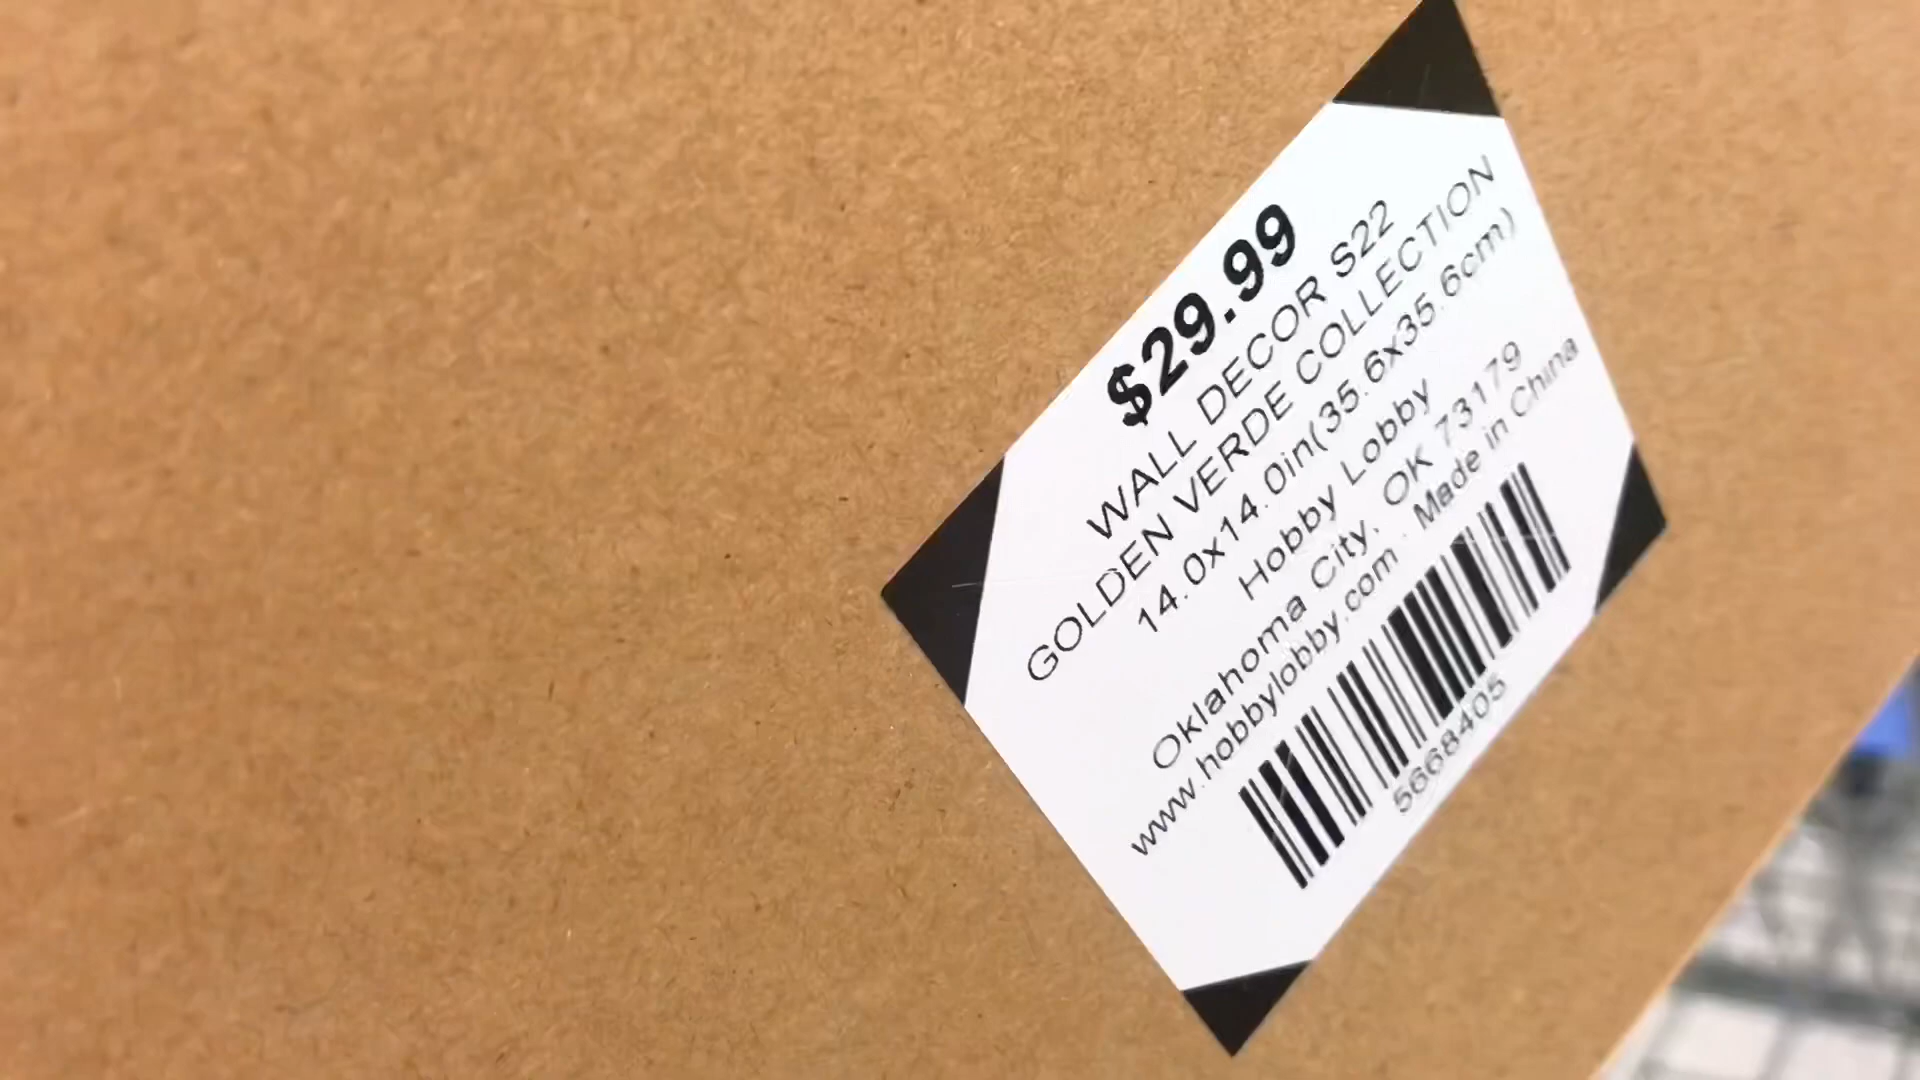 $29.99
WALL DECOR S22
GOLDEN VERDE COLLECTION
14.0x14.0in(35.6x35.6cm)
Hobby Lobby
Oklahoma City, OK 73179
www.hobbylobby.com · Made in China
5668405